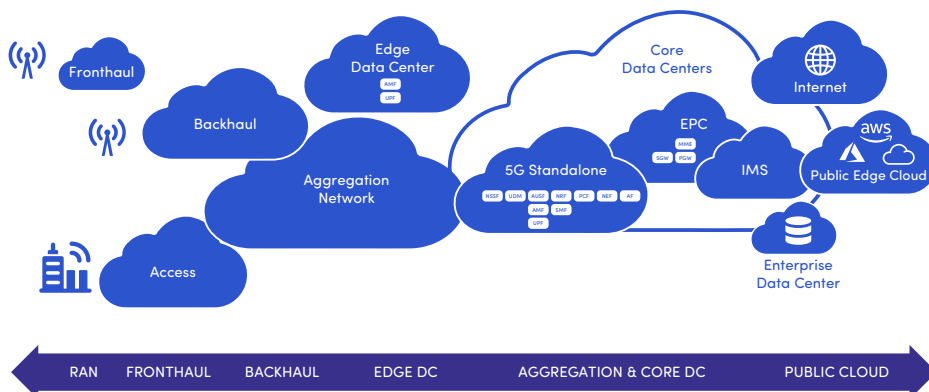 Fronthaul
Backhaul
Edge
Data Center
AMF
UPF
Aggregation
Network
Access
Core
Data Centers
5G Standalone
NSSF UDM AUSF NRF PCF NEF AF
AMF SMF
UPF
EPC
MME
SGW PGW
IMS
Internet
aws
Public Edge Cloud
Enterprise
Data Center
RAN FRONTHAUL BACKHAUL EDGE DC AGGREGATION & CORE DC PUBLIC CLOUD